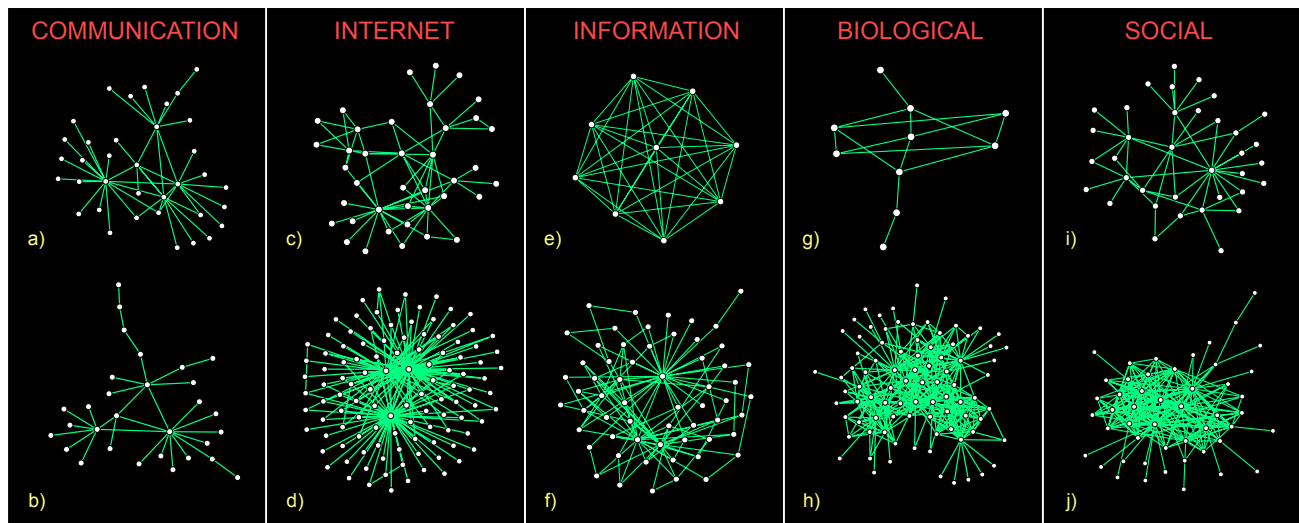 COMMUNICATION
INTERNET
INFORMATION
BIOLOGICAL
SOCIAL
a)
c)
e)
g)
i)
b)
d)
f)
h)
j)